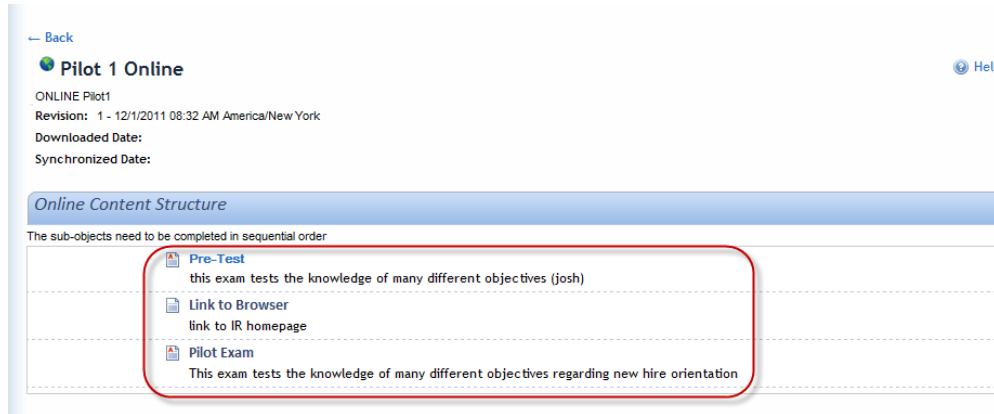 ← Back
Pilot 1 Online
ONLINE Pilot1
Revision: 1 - 12/1/2011 08:32 AM America/New York
Downloaded Date:
Synchronized Date:
Hel
Online Content Structure
The sub-objects need to be completed in sequential order
Pre-Test
this exam tests the knowledge of many different objectives (josh)
Link to Browser
link to IR homepage
Pilot Exam
This exam tests the knowledge of many different objectives regarding new hire orientation